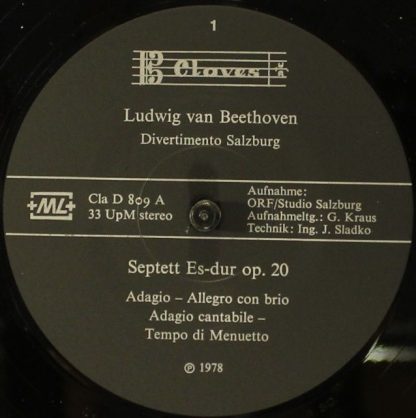 1
Claves
Ludwig van Beethoven
Divertimento Salzburg
+ML+
Cla D 809 A
33 UpM stereo
Aufnahme:
ORF/Studio Salzburg
Aufnahmeltg.: G. Kraus
Technik: Ing. J. Sladko
Septett Es-dur op. 20
Adagio – Allegro con brio
Adagio cantabile –
Tempo di Menuetto
Ⓟ 1978